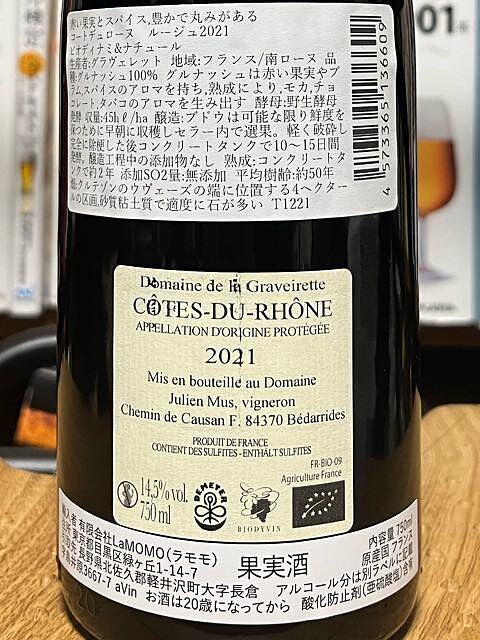 赤い果実とスパイス,豊かで丸みがある
コートデュローヌ ルージュ2021
ビオディナミ&ナチュール
生産者:グラヴェレット 地域:フランス/南ローヌ 品
種:グルナッシュ100% グルナッシュは赤い果実やプ
ラム,スパイスのアロマを持ち,熟成により,モカ,チョ
コレート,タバコのアロマを生み出す 酵母:野生酵母
発酵 収量:45hℓ/ha 醸造:ブドウは可能な限り鮮度を
保つために早朝に収穫しセラー内で選果。軽く破砕し
完全に除梗した後コンクリートタンクで10～15日間
発酵。醸造工程中の添加物なし 熟成:コンクリートタ
ンクで約2年 添加SO2量:無添加 平均樹齢:約50年
畑:クルテゾンのウヴェーズの端に位置する4ヘクター
ルの区画,砂質粘土質で適度に石が多い T1221
4 573365 136609
01
Domaine de la Graveirette
CÔTES-DU-RHÔNE
APPELLATION D'ORIGINE PROTÉGÉE
2021
Mis en bouteille au Domaine
Julien Mus, vigneron
Chemin de Causan F. 84370 Bédarrides
PRODUIT DE FRANCE
CONTIENT DES SULFITES - ENTHÄLT SULFITES
FR-BIO-09
Agriculture France
14,5% vol.
750 ml
DEMETER
BIODYVIN
輸入者 有限会社LaMOMO(ラモモ)
住所 東京都目黒区緑ヶ丘1-14-7
長野県北佐久郡軽井沢町大字長倉
3667-7 aVin お酒は20歳になってから
果実酒
内容量 750ml
原産国 フランス
アルコール分は別ラベルに記載
酸化防止剤(亜硫酸塩)含有